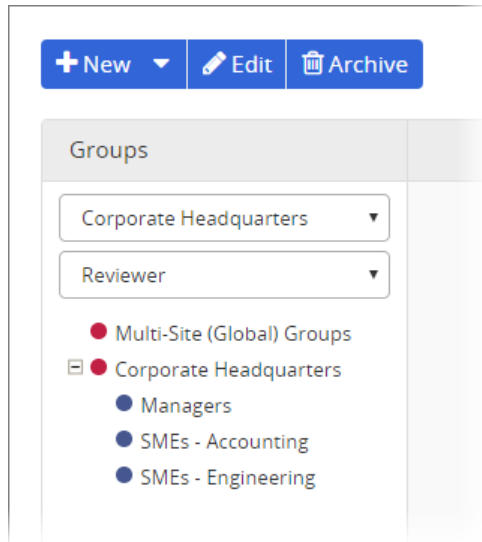 New Edit Archive
Groups
Corporate Headquarters
Reviewer
Multi-Site (Global) Groups
Corporate Headquarters
Managers
SMEs - Accounting
SMEs - Engineering